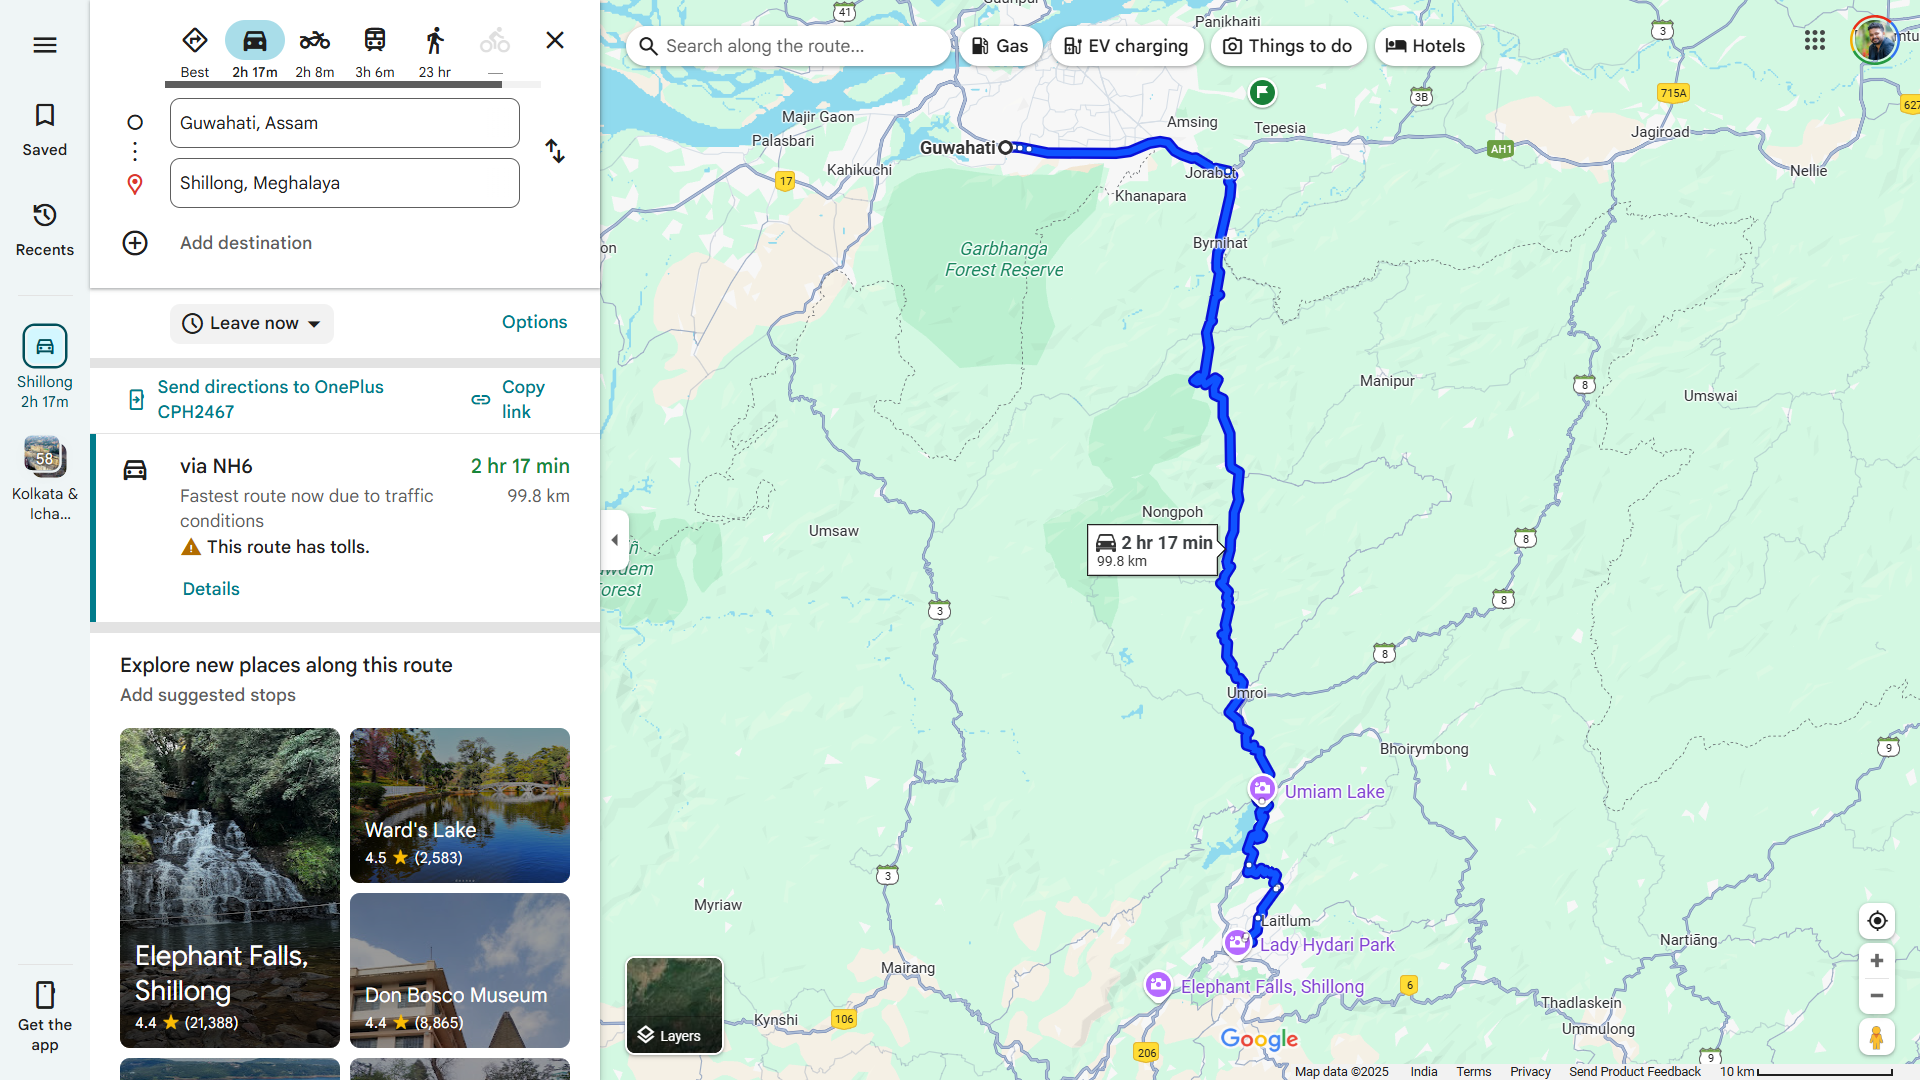 Saved
Recents
Shillong
2h 17m
58
Kolkata &
Icha...
Get the
app
Best
2h 17m
2h 8m
3h 6m
23 hr
—
Guwahati, Assam
Shillong, Meghalaya
Add destination
Leave now
Options
Send directions to OnePlus
CPH2467
Copy
link
via NH6
2 hr 17 min
Fastest route now due to traffic
conditions
99.8 km
This route has tolls.
Details
Explore new places along this route
Add suggested stops
Elephant Falls,
Shillong
4.4 ★ (21,388)
Ward's Lake
4.5 ★ (2,583)
Don Bosco Museum
4.4 ★ (8,865)
Search along the route...
Gas
EV charging
Things to do
Hotels
41
Panikhaiti
3
3B
715A
627
Majir Gaon
Palasbari
Amsing
Tepesia
Jagiroad
Guwahati
AH1
Kahikuchi
17
Jorabut
Nellie
Khanapara
Byrnihat
Garbhanga
Forest Reserve
Manipur
8
Umswai
Nongpoh
Umsaw
2 hr 17 min
99.8 km
8
orest
3
8
8
Umroi
Bhoirymbong
9
Umiam Lake
3
Myriaw
Laitlum
Lady Hydari Park
Nartiāng
Mairang
Elephant Falls, Shillong
6
Thadlaskein
Kynshi
106
Ummulong
206
9
Layers
Google
Map data ©2025
India
Terms
Privacy
Send Product Feedback
10 km